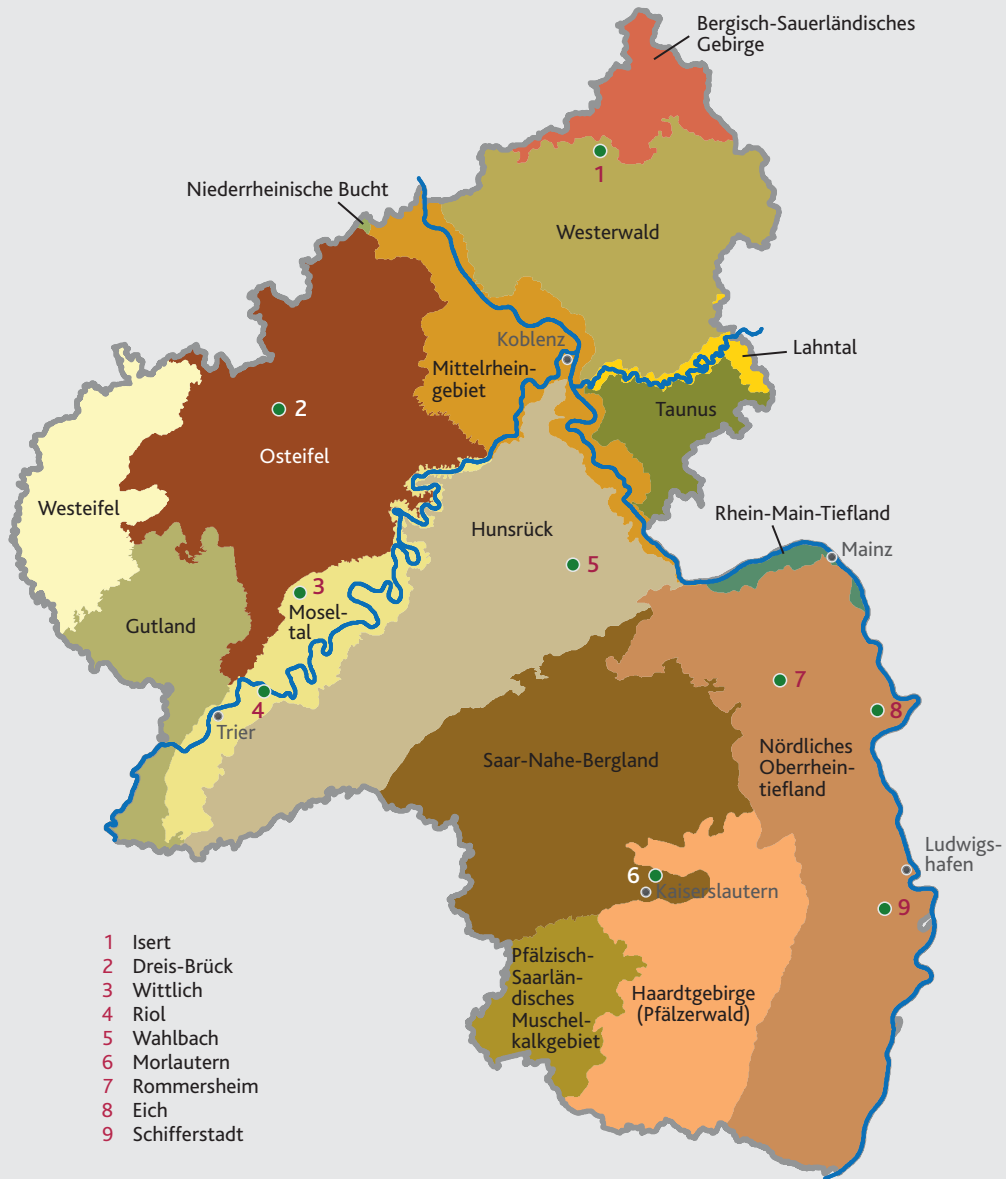 Bergisch-Sauerländisches
Gebirge
1
Niederrheinische Bucht
Westerwald
Koblenz
Lahntal
Mittelrhein-
gebiet
2
Taunus
Osteifel
Westeifel
Rhein-Main-Tiefland
Hunsrück
Mainz
5
3
Mosel-
tal
Gutland
7
4
8
Trier
Nördliches
Oberrhein-
tiefland
Saar-Nahe-Bergland
Ludwigs-
hafen
6
Kaiserslautern
9
Pfälzisch-
Saarlän-
disches
Muschel-
kalkgebiet
Haardtgebirge
(Pfälzerwald)
1 Isert
2 Dreis-Brück
3 Wittlich
4 Riol
5 Wahlbach
6 Morlautern
7 Rommersheim
8 Eich
9 Schifferstadt